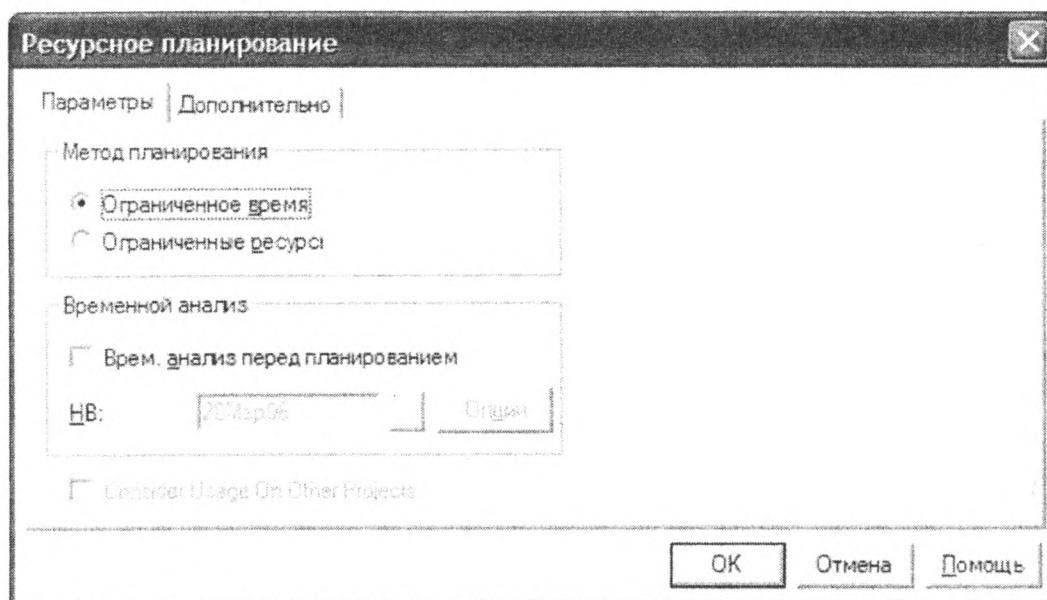 Ресурсное планирование
Параметры Дополнительно
Метод планирования
Ограниченное время
Ограниченные ресурсы
Временной анализ
Врем. анализ перед планированием
НВ: 20Мар06 Опции
Consider Usage On Other Projects
OK Отмена Помощь